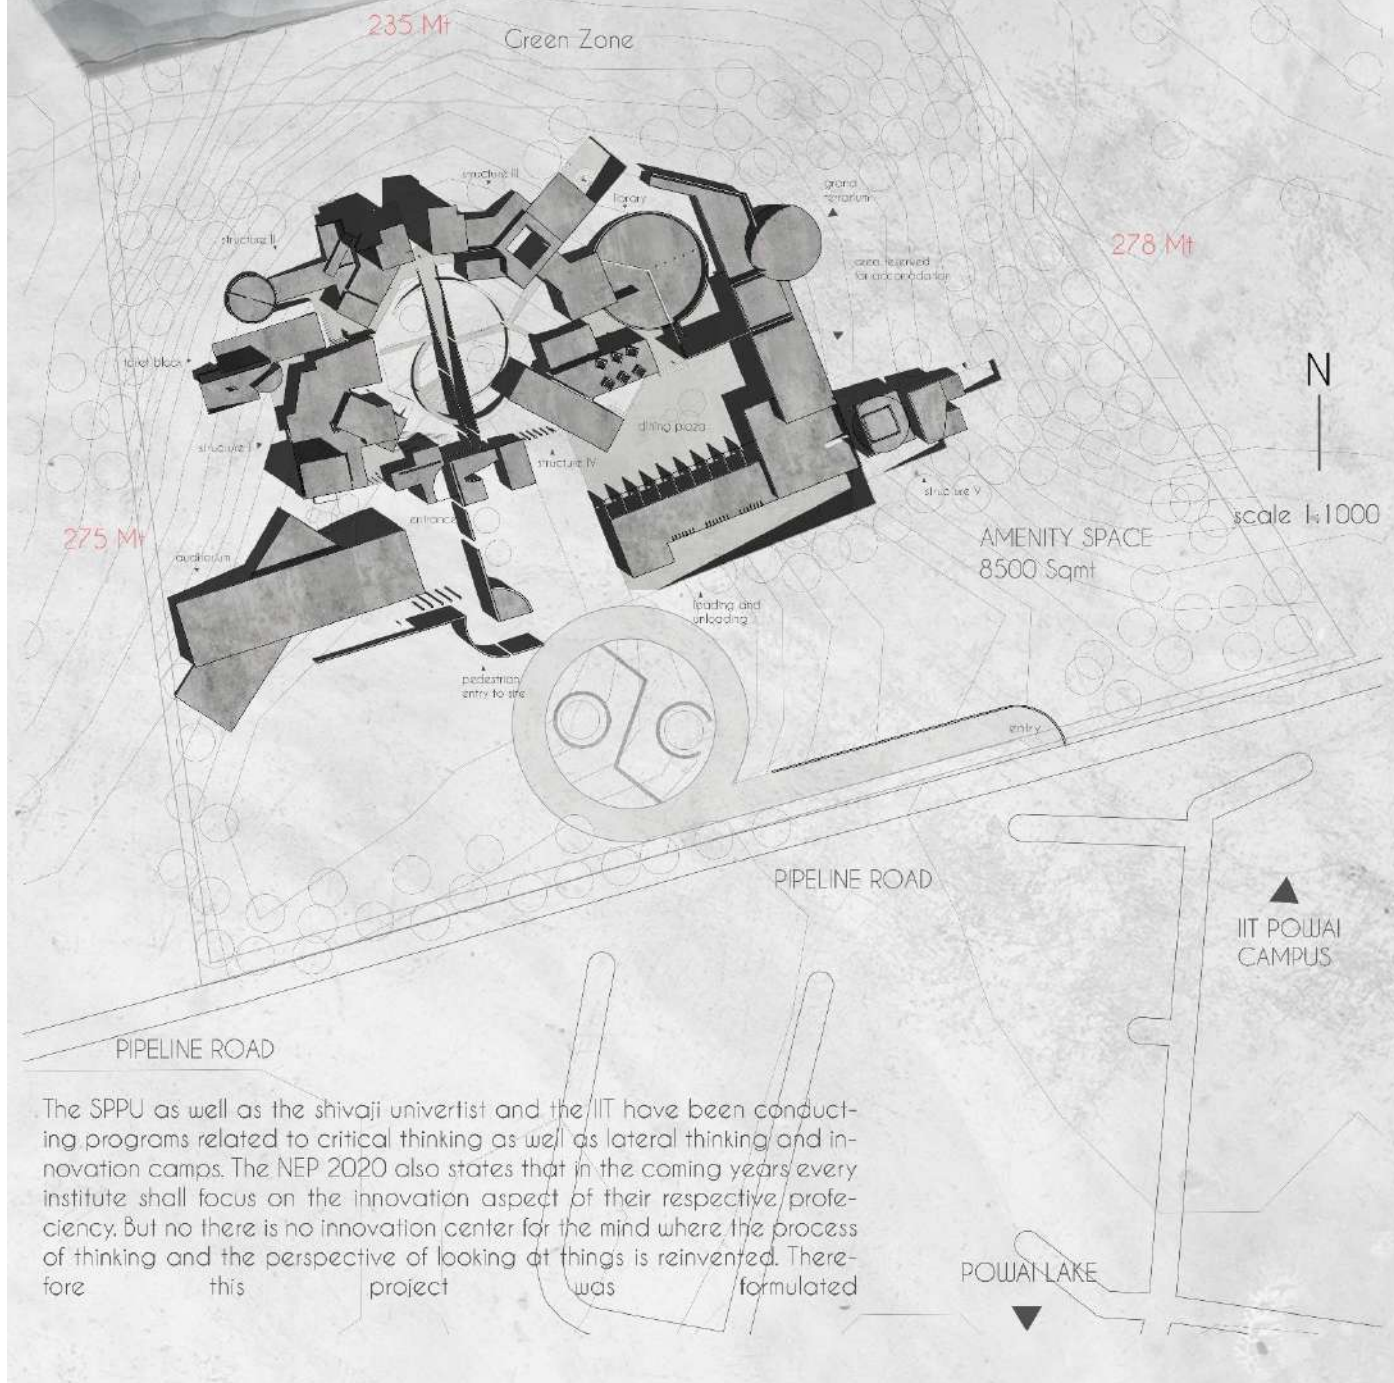 235 Mt
Green Zone
structure III
library
grand
terrarium
structure II
278 Mt
area reserved
for accomodation
toilet block
N
dining plaza
structure I
structure IV
structure V
scale 1:1000
entrance
275 Mt
AMENITY SPACE
8500 Sqmt
auditorium
loading and
unloading
pedestrian
entry to site
entry
PIPELINE ROAD
IIT POWAI
CAMPUS
PIPELINE ROAD
The SPPU as well as the shivaji univertist and the IIT have been conduct-
ing programs related to critical thinking as well as lateral thinking and in-
novation camps. The NEP 2020 also states that in the coming years every
institute shall focus on the innovation aspect of their respective profe-
ciency. But no there is no innovation center for the mind where the process
of thinking and the perspective of looking at things is reinvented. There-
fore this project was formulated
POWAI LAKE